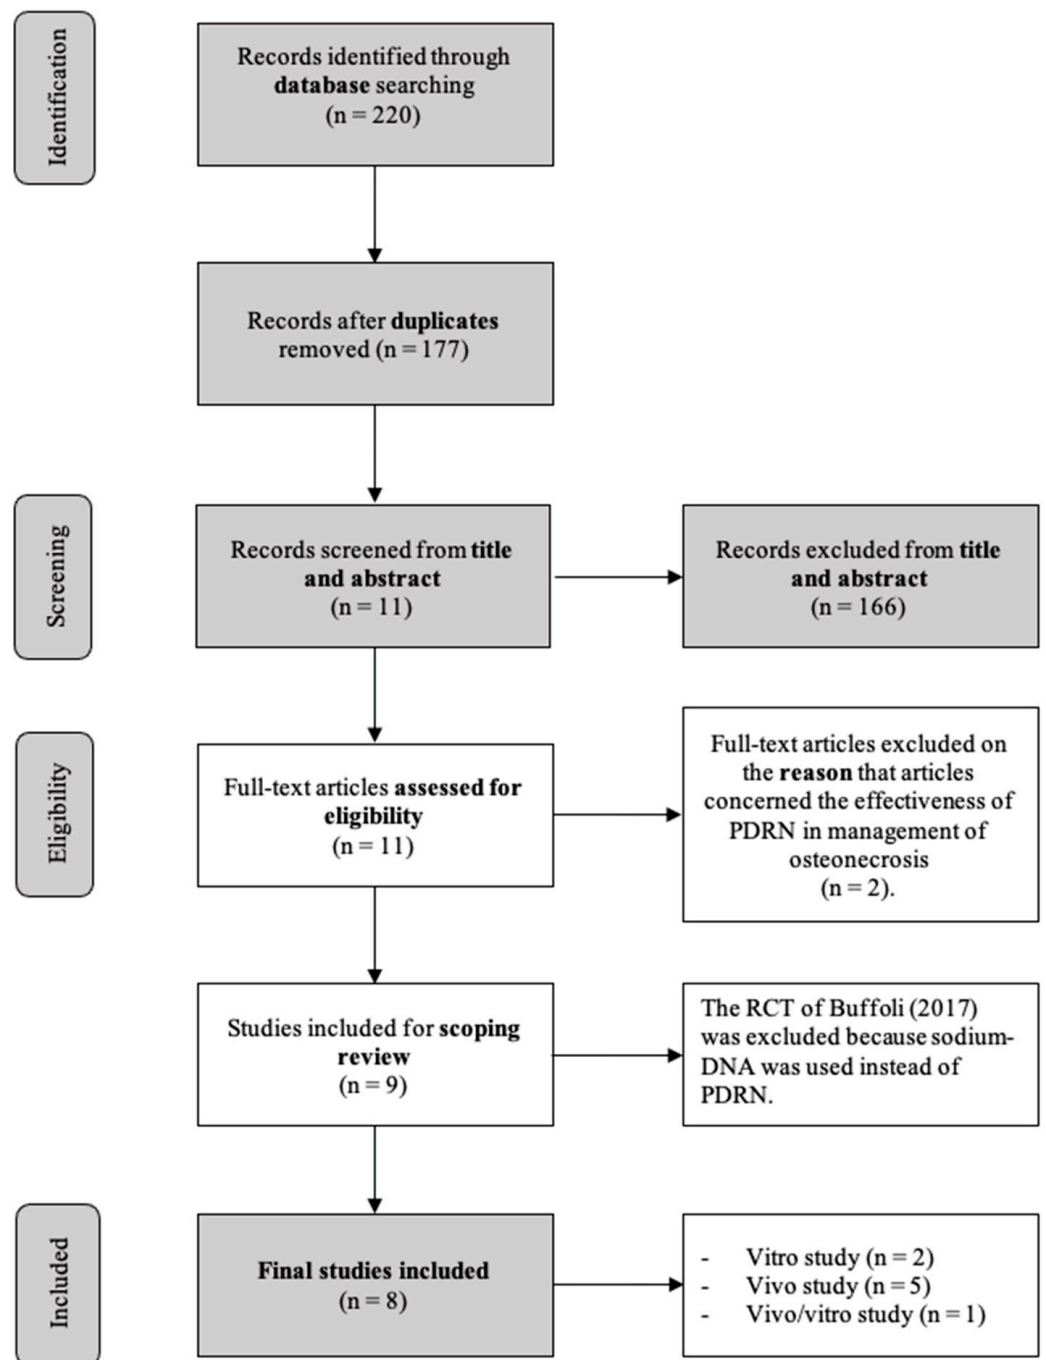 Identification
Records identified through
database searching
(n = 220)
Records after duplicates
removed (n = 177)
Screening
Records screened from title
and abstract
(n = 11)
Records excluded from title
and abstract
(n = 166)
Eligibility
Full-text articles assessed for
eligibility
(n = 11)
Full-text articles excluded on
the reason that articles
concerned the effectiveness of
PDRN in management of
osteonecrosis
(n = 2).
Studies included for scoping
review
(n = 9)
The RCT of Buffoli (2017)
was excluded because sodium-
DNA was used instead of
PDRN.
Included
Final studies included
(n = 8)
- Vitro study (n = 2)
- Vivo study (n = 5)
- Vivo/vitro study (n = 1)